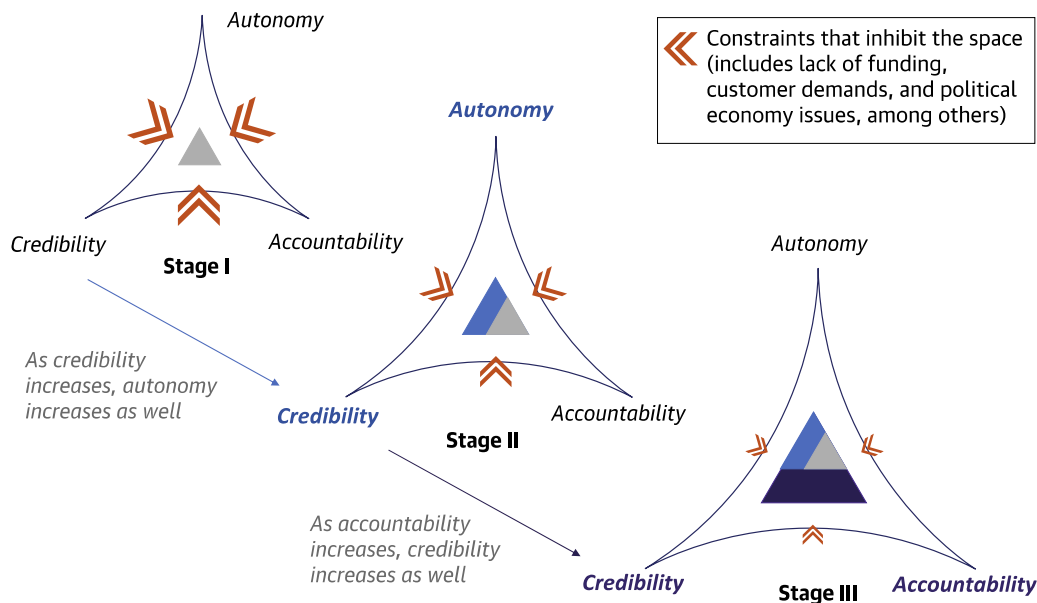 Autonomy
Constraints that inhibit the space
(includes lack of funding,
customer demands, and political
economy issues, among others)
Credibility
Accountability
Stage I
As credibility
increases, autonomy
increases as well
Autonomy
Credibility
Accountability
Stage II
As accountability
increases, credibility
increases as well
Autonomy
Credibility
Accountability
Stage III